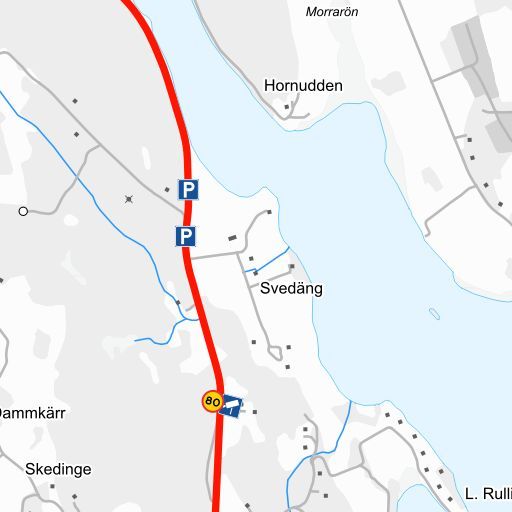 Morrarön
Hornudden
P
P
Svedäng
80
Dammkärr
Skedinge
L. Rulli